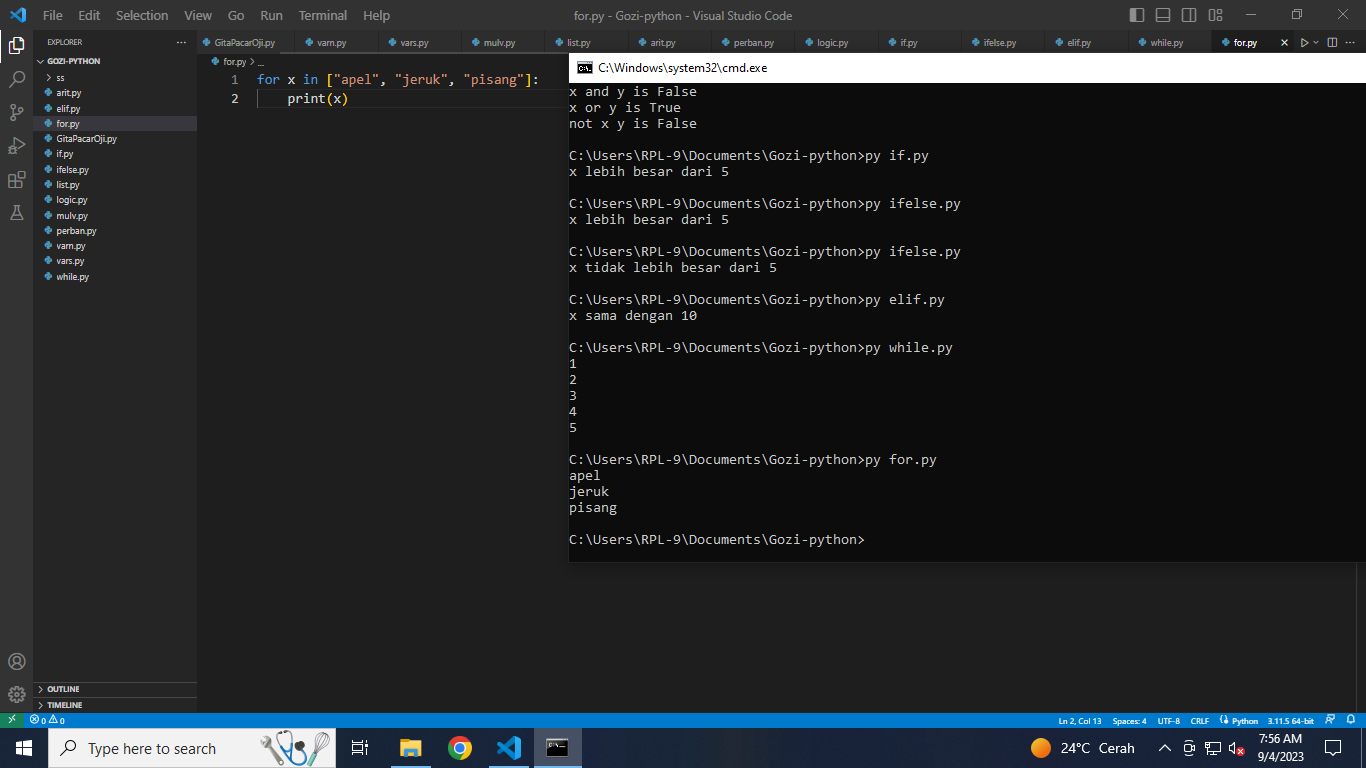 File Edit Selection View Go Run Terminal Help
for.py - Gozi-python - Visual Studio Code
EXPLORER ...
GitaPacarOji.py varn.py vars.py mulv.py list.py arit.py perban.py logic.py if.py ifelse.py elif.py while.py for.py
GOZI-PYTHON
ss
arit.py
elif.py
for.py
GitaPacarOji.py
if.py
ifelse.py
list.py
logic.py
mulv.py
perban.py
varn.py
vars.py
while.py
OUTLINE
TIMELINE
for.py > ...
1 for x in ["apel", "jeruk", "pisang"]:
2 print(x)
C:\Windows\system32\cmd.exe
x and y is False
x or y is True
not x y is False
C:\Users\RPL-9\Documents\Gozi-python>py if.py
x lebih besar dari 5
C:\Users\RPL-9\Documents\Gozi-python>py ifelse.py
x lebih besar dari 5
C:\Users\RPL-9\Documents\Gozi-python>py ifelse.py
x tidak lebih besar dari 5
C:\Users\RPL-9\Documents\Gozi-python>py elif.py
x sama dengan 10
C:\Users\RPL-9\Documents\Gozi-python>py while.py
1
2
3
4
5
C:\Users\RPL-9\Documents\Gozi-python>py for.py
apel
jeruk
pisang
C:\Users\RPL-9\Documents\Gozi-python>
0 0 Ln 2, Col 13 Spaces: 4 UTF-8 CRLF Python 3.11.5 64-bit
Type here to search
24°C Cerah
7:56 AM
9/4/2023